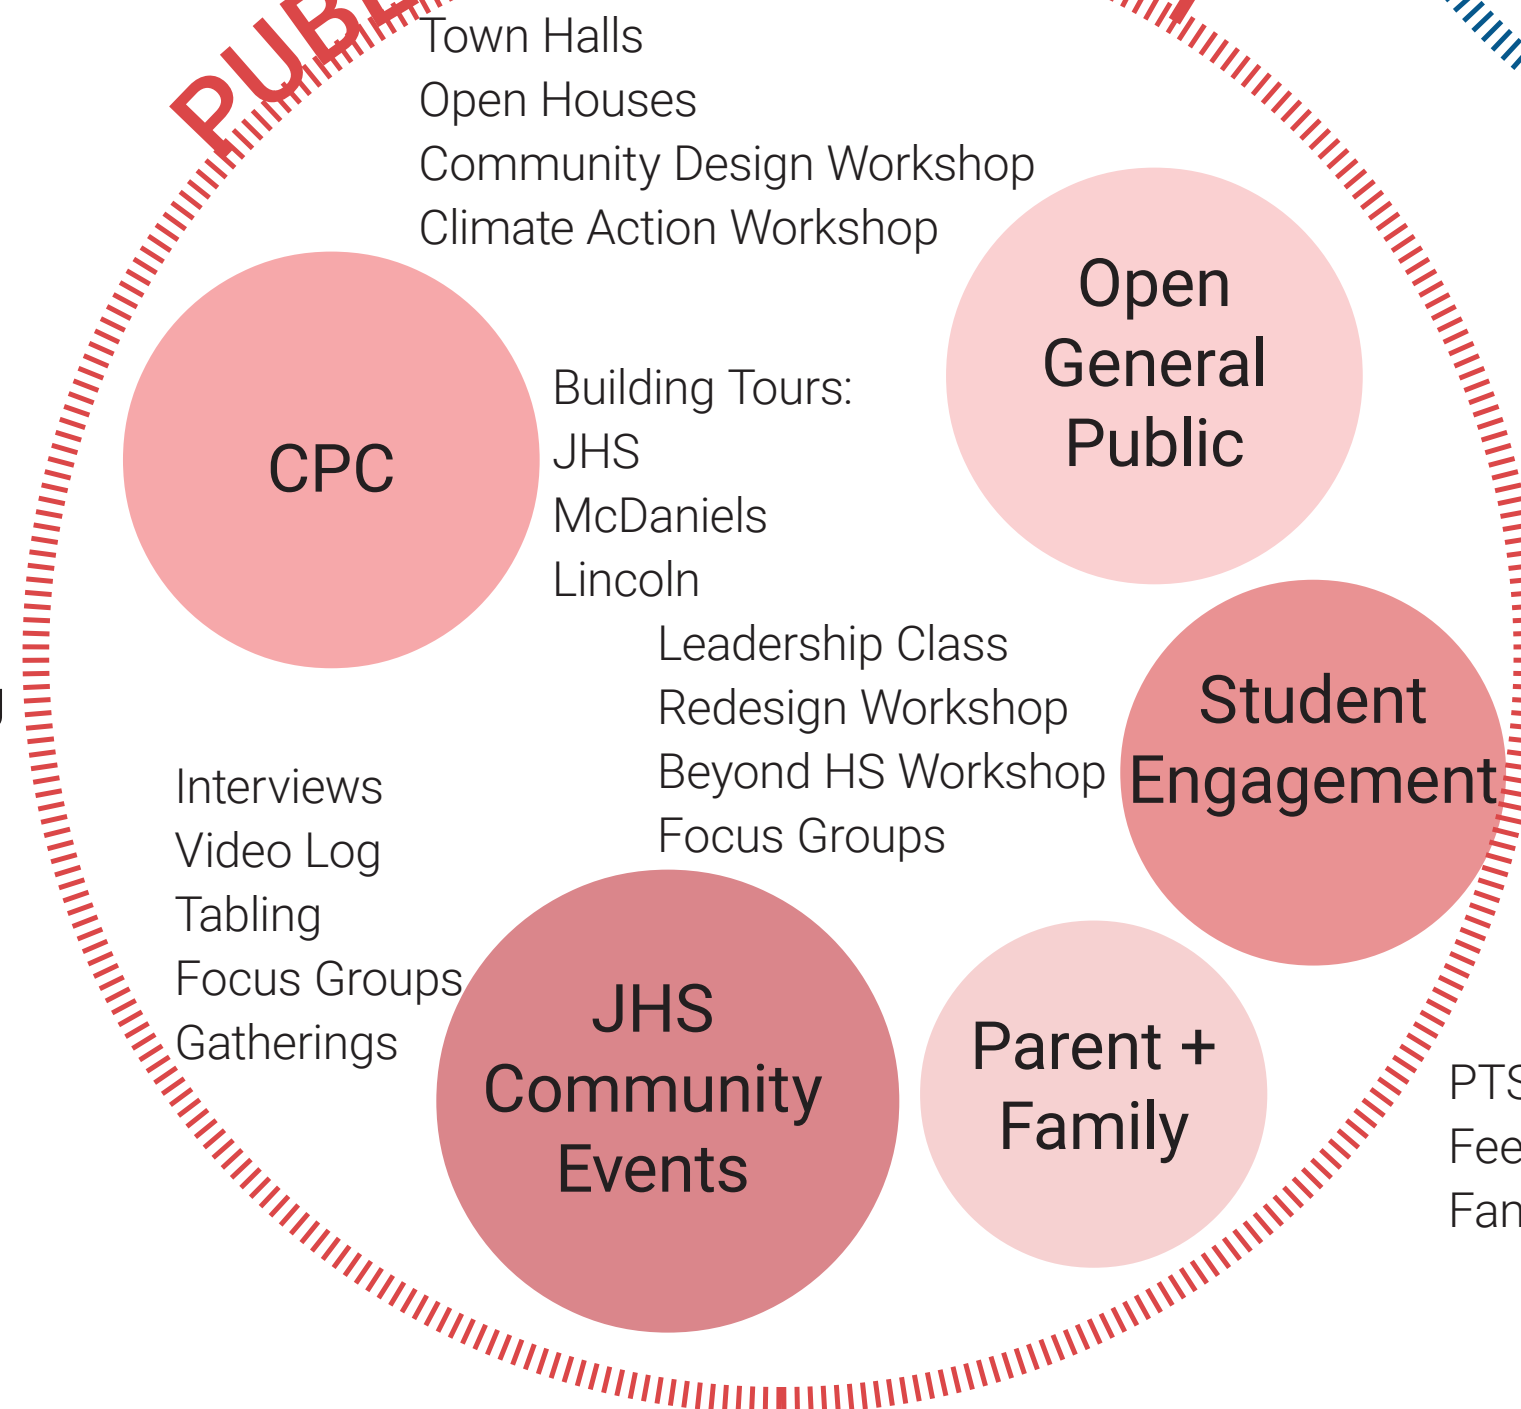 Town Halls
Open Houses
Community Design Workshop
Climate Action Workshop
Open
General
Public
CPC
Building Tours:
JHS
McDaniels
Lincoln
Leadership Class
Redesign Workshop
Beyond HS Workshop
Focus Groups
Student
Engagement
Interviews
Video Log
Tabling
Focus Groups
Gatherings
JHS
Community
Events
Parent +
Family